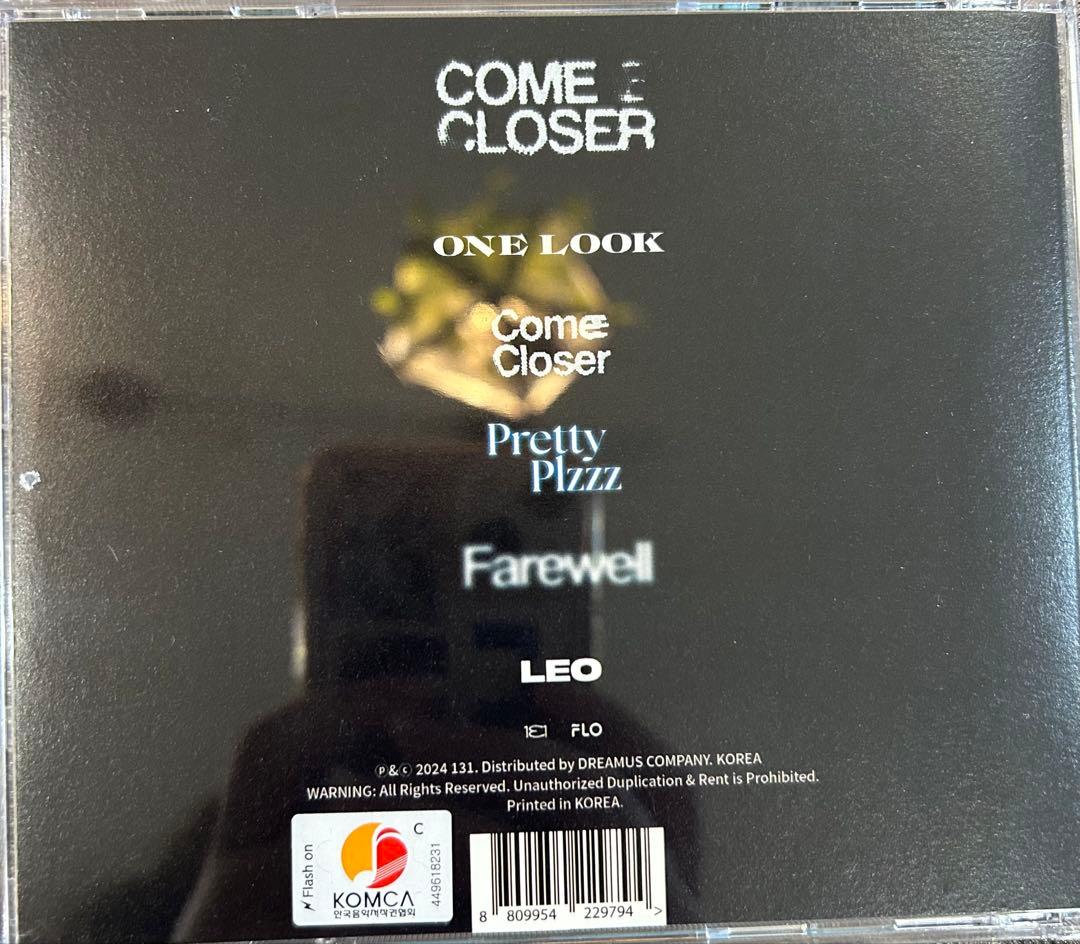 COME
CLOSER
ONE LOOK
Come
Closer
Pretty
Plzzz
Farewell
LEO
131 FLO
Ⓟ&ⓒ 2024 131. Distributed by DREAMUS COMPANY. KOREA
WARNING: All Rights Reserved. Unauthorized Duplication & Rent is Prohibited.
Printed in KOREA.
Flash on
C
KOMCA
한국음악저작권협회
449618231
8 809954 229794 >